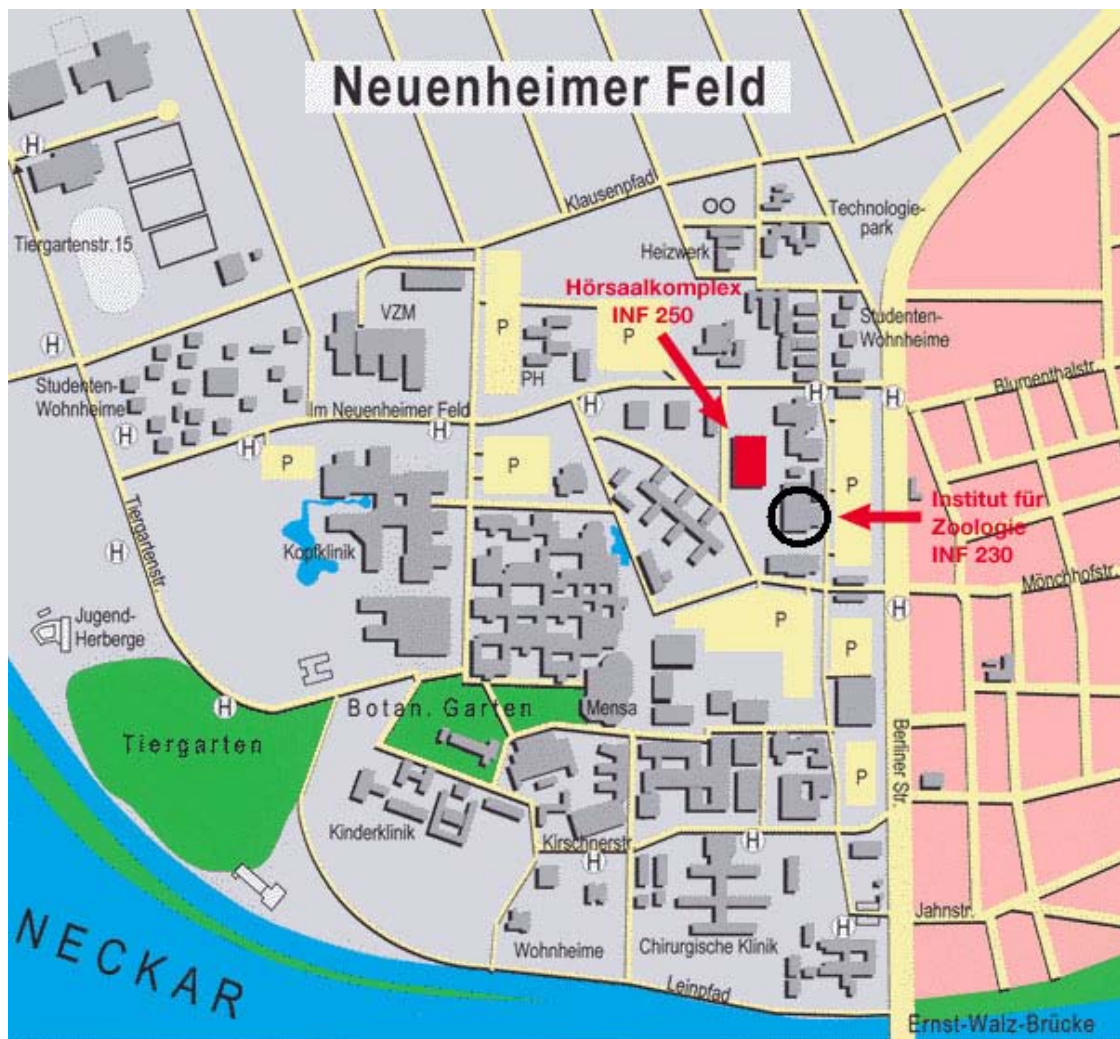 Neuenheimer Feld
H
Klausenpfad
Technologie-
park
Tiergartenstr.15
Heizwerk
Hörsaalkomplex
INF 250
VZM
P
P
Studenten-
Wohnheime
H
PH
Blumenthalstr.
Studenten-
Wohnheime
H
H
H
Im Neuenheimer Feld
H
H
H
P
P
P
Institut für
Zoologie
INF 230
Tiergartenstr.
H
Kopfklinik
Mönchhofstr.
H
Jugend-
Herberge
P
P
H
Botan. Garten
Mensa
Tiergarten
Berliner Str.
P
Kinderklinik
Kirschnerstr.
H
H
NECKAR
Wohnheime
Chirurgische Klinik
H
Jahnstr.
Leinpfad
Ernst-Walz-Brücke